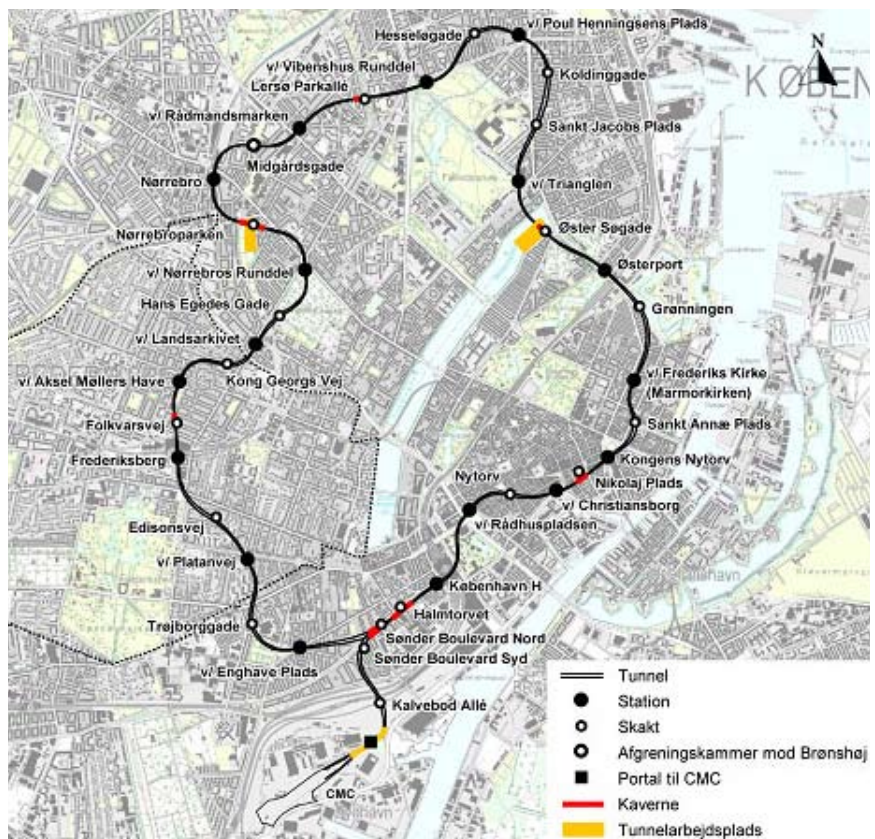 v/ Poul Henningsens Plads
Hesseløgade
N
KØBEN
v/ Vibenshus Runddel
Lersø Parkallé
Koldinggade
v/ Rådmandsmarken
Sankt Jacobs Plads
Midgårdsgade
Nørrebro
v/ Trianglen
Nørrebroparken
Øster Søgade
v/ Nørrebros Runddel
Østerport
Hans Egedes Gade
Grønningen
v/ Landsarkivet
v/ Aksel Møllers Have
Kong Georgs Vej
v/ Frederiks Kirke
(Marmorkirken)
Folkvarsvej
Sankt Annæ Plads
Frederiksberg
Kongens Nytorv
Nytorv
Nikolaj Plads
v/ Christiansborg
Edisonsvej
v/ Rådhuspladsen
v/ Platanvej
København H
Halmtorvet
Trøjborggade
Sønder Boulevard Nord
Sønder Boulevard Syd
v/ Enghave Plads
Kalvebod Allé
CMC
Tunnel
Station
Skakt
Afgreningskammer mod Brønshøj
Portal til CMC
Kaverne
Tunnelarbejdsplads